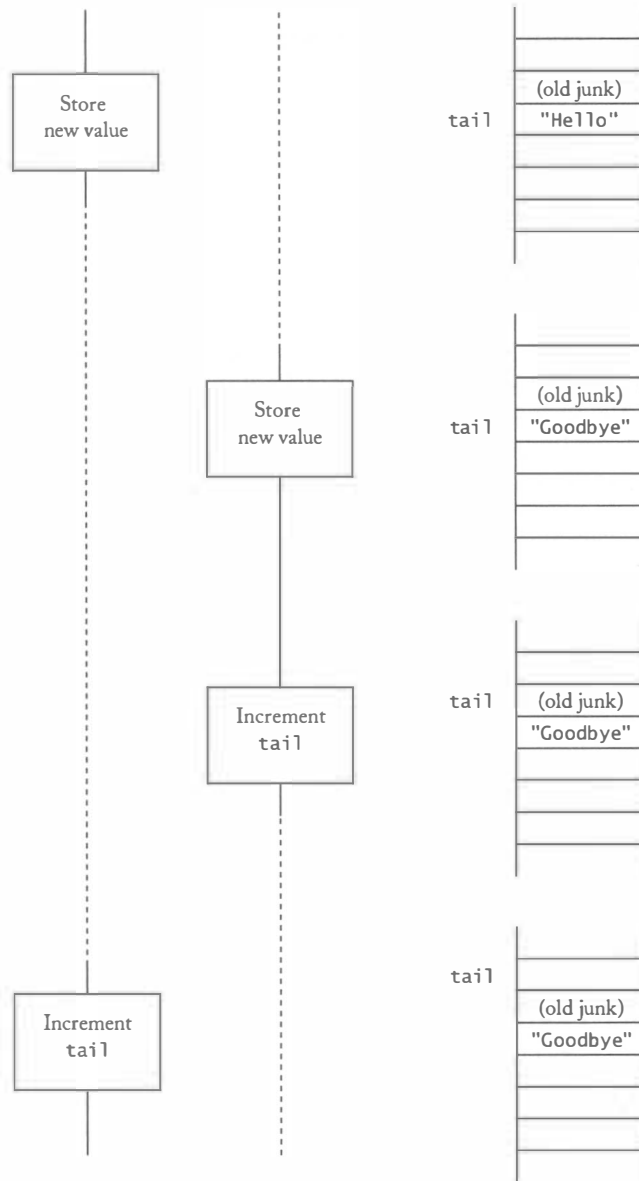 Store
new value
tail
(old junk)
"Hello"
Store
new value
tail
(old junk)
"Goodbye"
Increment
tail
tail
(old junk)
"Goodbye"
Increment
tail
tail
(old junk)
"Goodbye"